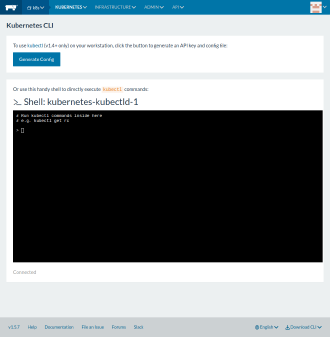 k8s
KUBERNETES
INFRASTRUCTURE
ADMIN
API
Kubernetes CLI
To use kubectl (v1.4+ only) on your workstation, click the button to generate an API key and config file:
Generate Config
Or use this handy shell to directly execute kubectl commands:
>_ Shell: kubernetes-kubectld-1
# Run kubectl commands inside here
# e.g. kubectl get rc
>
Connected
v1.5.7 Help Documentation File an Issue Forums Slack
English
Download CLI